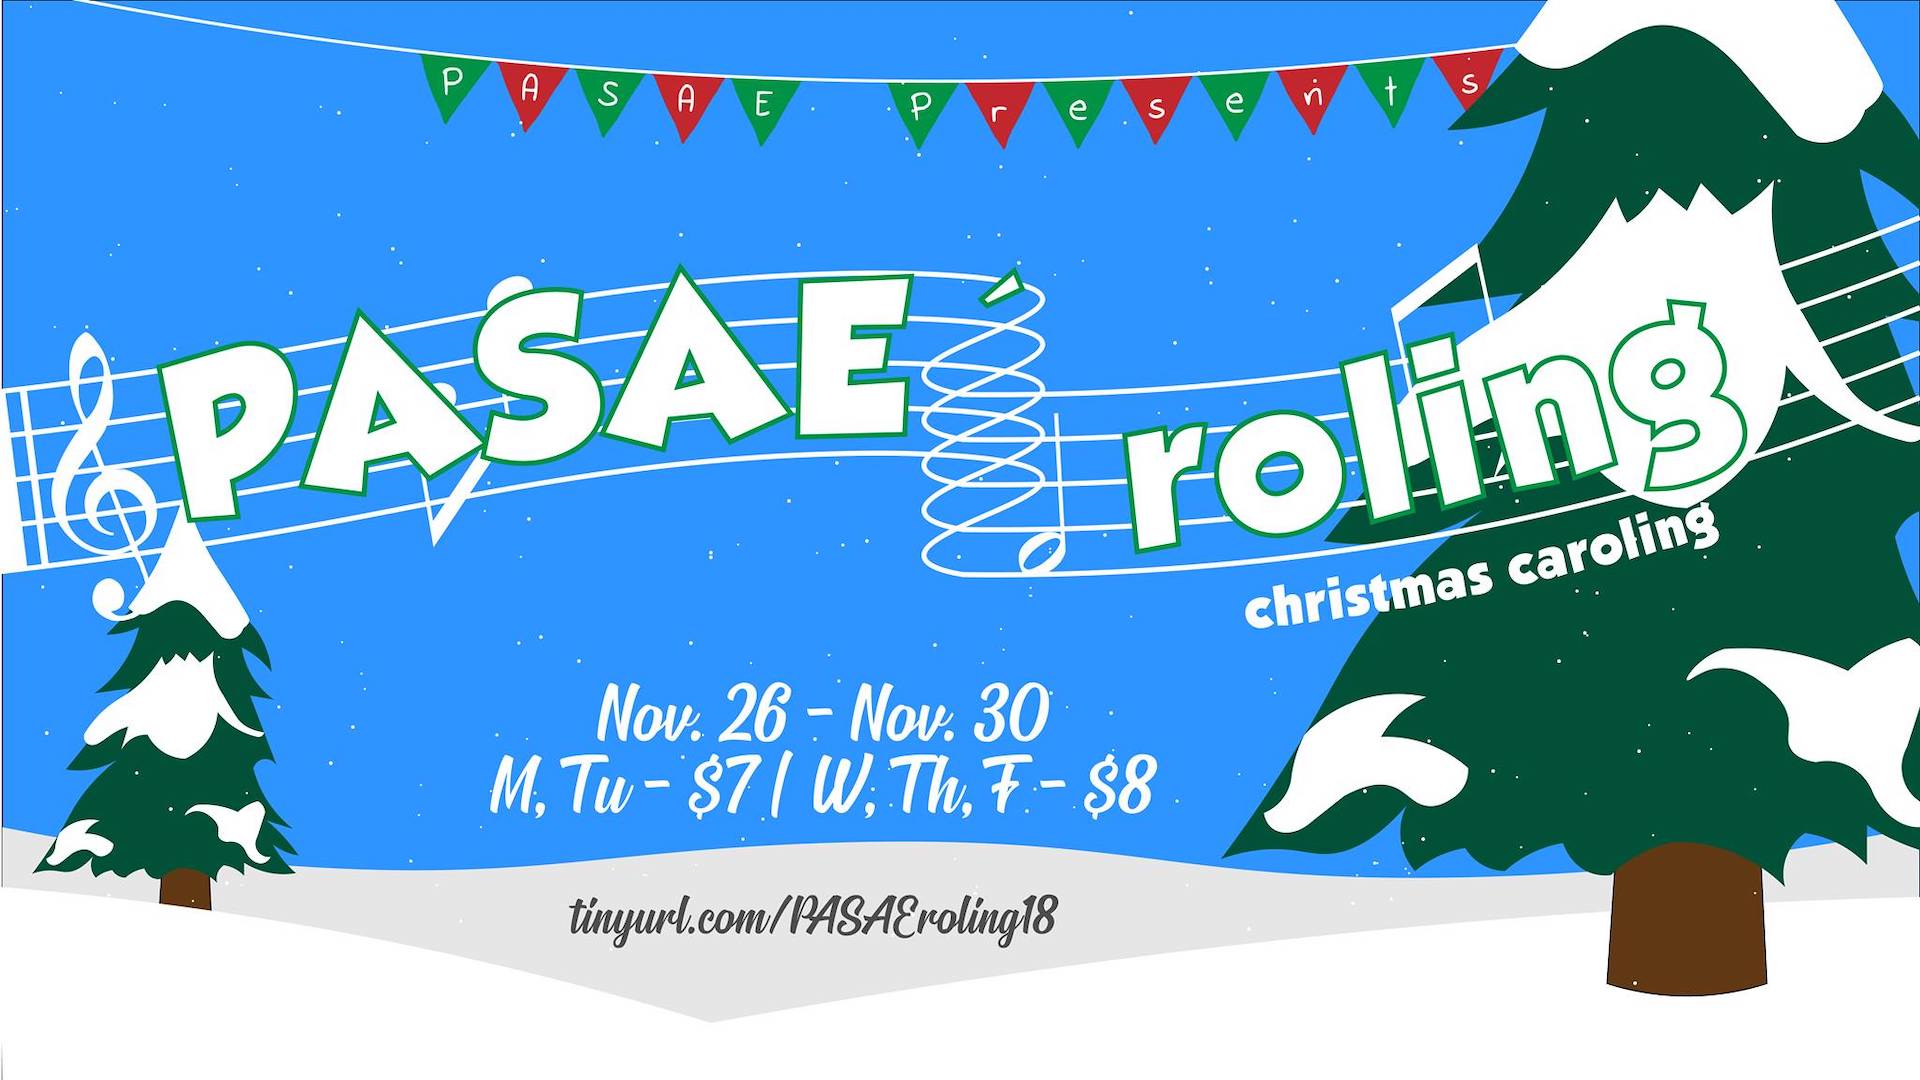 PASAE Presents
PASAE'roling
christmas caroling
Nov. 26 - Nov. 30
M, Tu - $7 | W, Th, F - $8
tinyurl.com/PASAEroling18